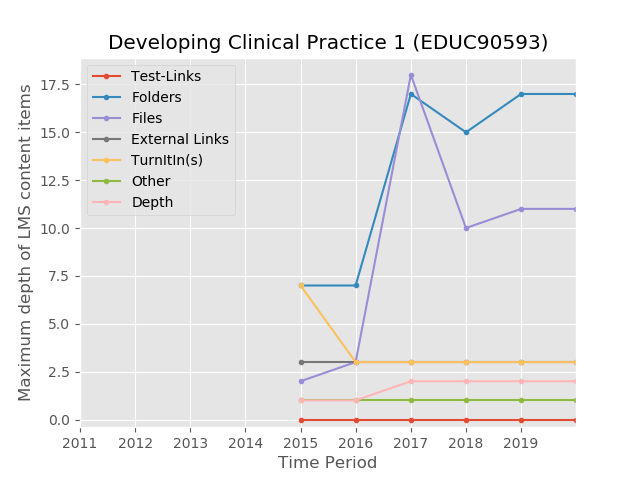 Developing Clinical Practice 1 (EDUC90593)
Test-Links
Folders
Files
External Links
TurnItIn(s)
Other
Depth
Maximum depth of LMS content items
17.5
15.0
12.5
10.0
7.5
5.0
2.5
0.0
2011 2012 2013 2014 2015 2016 2017 2018 2019
Time Period